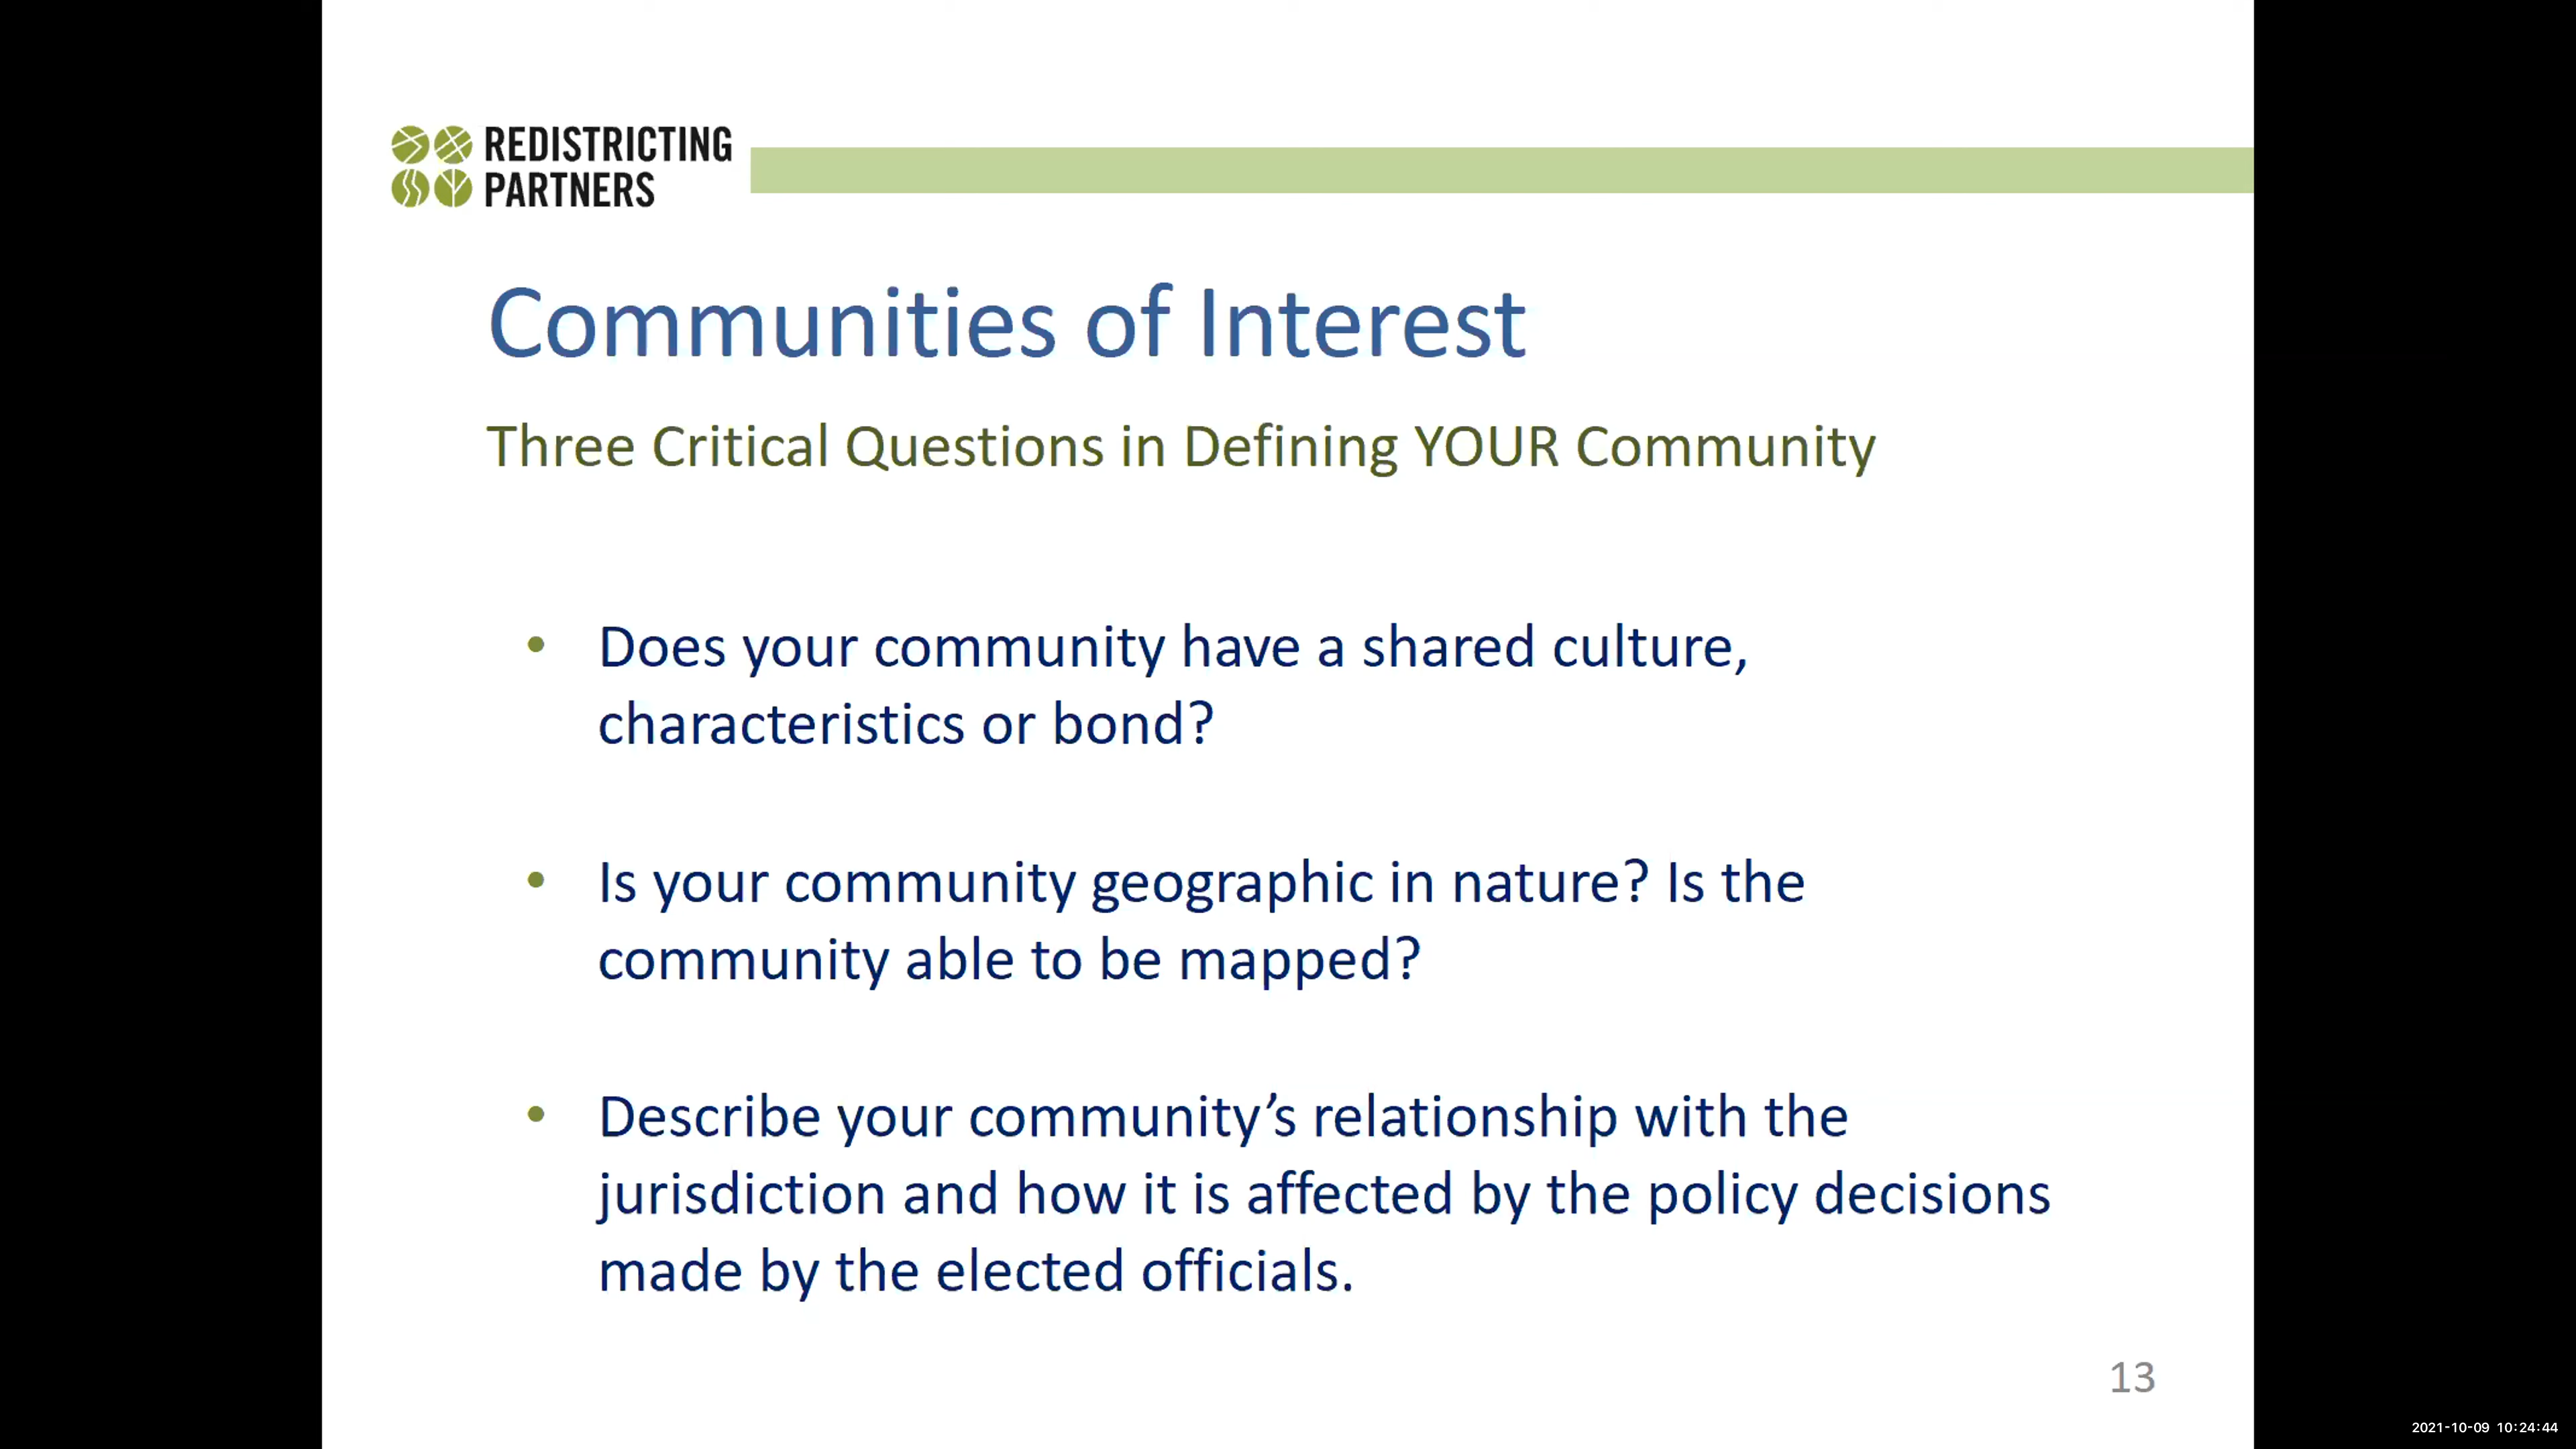 REDISTRICTING
PARTNERS
Communities of Interest
Three Critical Questions in Defining YOUR Community
• Does your community have a shared culture,
characteristics or bond?
• Is your community geographic in nature? Is the
community able to be mapped?
• Describe your community’s relationship with the
jurisdiction and how it is affected by the policy decisions
made by the elected officials.
13
2021-10-09 10:24:44